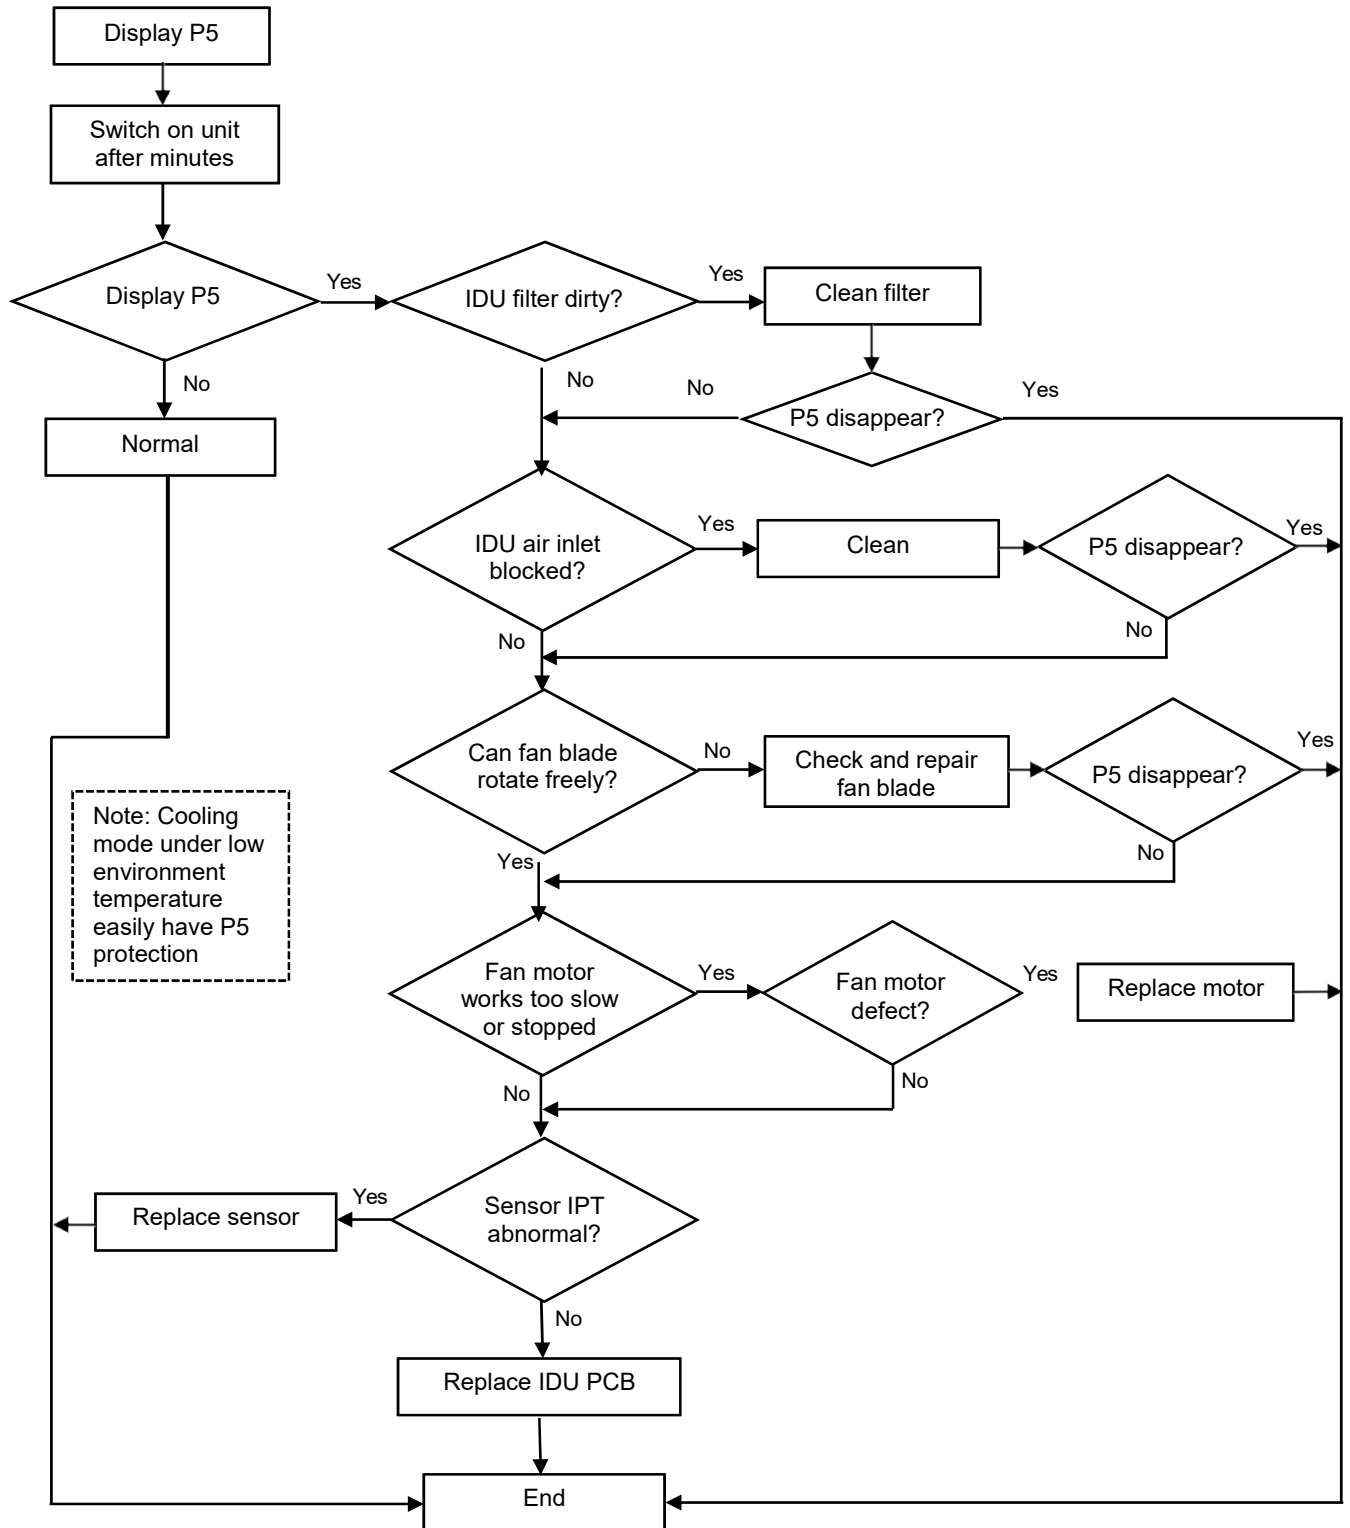 Display P5
Switch on unit
after minutes
Display P5
Yes
IDU filter dirty?
Yes
Clean filter
No
Normal
No
No
P5 disappear?
Yes
IDU air inlet
blocked?
Yes
Clean
P5 disappear?
Yes
No
No
Can fan blade
rotate freely?
No
Check and repair
fan blade
P5 disappear?
Yes
No
Yes
Note: Cooling
mode under low
environment
temperature
easily have P5
protection
Fan motor
works too slow
or stopped
Yes
Fan motor
defect?
Yes
Replace motor
No
No
Sensor IPT
abnormal?
Yes
Replace sensor
No
Replace IDU PCB
End